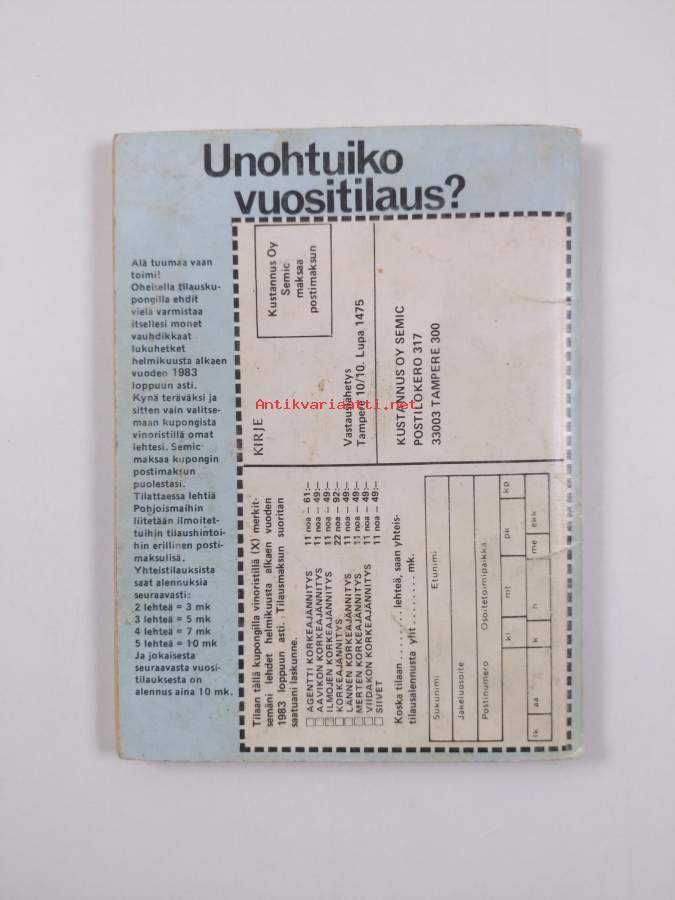 Unohtuiko
vuositilaus?
Älä tuumaa vaan
toimi!
Oheisella tilausku-
pongilla ehdit
vielä varmistaa
itsellesi monet
vauhdikkaat
lukuhetket
helmikuusta alkaen
vuoden 1983
loppuun asti.
Kynä teräväksi ja
sitten vain valitse-
maan kupongista
vinoristillä omat
lehtesi. Semic
maksaa kupongin
postimaksun
puolestasi.
Tilattaessa lehtiä
Pohjoismaihin
liitetään ilmoitet-
tuihin tilaushintoi-
hin erillinen posti-
maksulisä.
Yhteistilauksista
saat alennuksia
seuraavasti:
2 lehteä = 3 mk
3 lehteä = 5 mk
4 lehteä = 7 mk
5 lehteä = 10 mk
Ja jokaisesta
seuraavasta vuosi-
tilauksesta on
alennus aina 10 mk.
Kustannus Oy
Semic
maksaa
postimaksun
KIRJE
Vastauslähetys
Tampere 10/10. Lupa 1475
KUSTANNUS OY SEMIC
POSTILOKERO 317
33003 TAMPERE 300
Antikvariaatti.net
Tilaan tällä kupongilla vinoristillä (X) merkit-
semäni lehdet helmikuusta alkaen vuoden
1983 loppuun asti. Tilausmaksun suoritan
saatuani laskunne.
AGENTTI KORKEAJÄNNITYS 11 noa — 61:—
AAVIKON KORKEAJÄNNITYS 11 noa — 49:—
ILMOJEN KORKEAJÄNNITYS 11 noa — 49:—
KORKEAJÄNNITYS 22 noa — 92:—
LÄNNEN KORKEAJÄNNITYS 11 noa — 49:—
MERTEN KORKEAJÄNNITYS 11 noa — 49:—
VIIDAKON KORKEAJÄNNITYS 11 noa — 49:—
SIIVET 11 noa — 49:—
Koska tilaan ........ lehteä, saan yhteis-
tilausalennusta yht ........ mk.
Sukunimi Etunimi
Jakeluosoite
Postinumero Osoitetoimipaikka
ki mt pk kp
lk aa k h me ekk